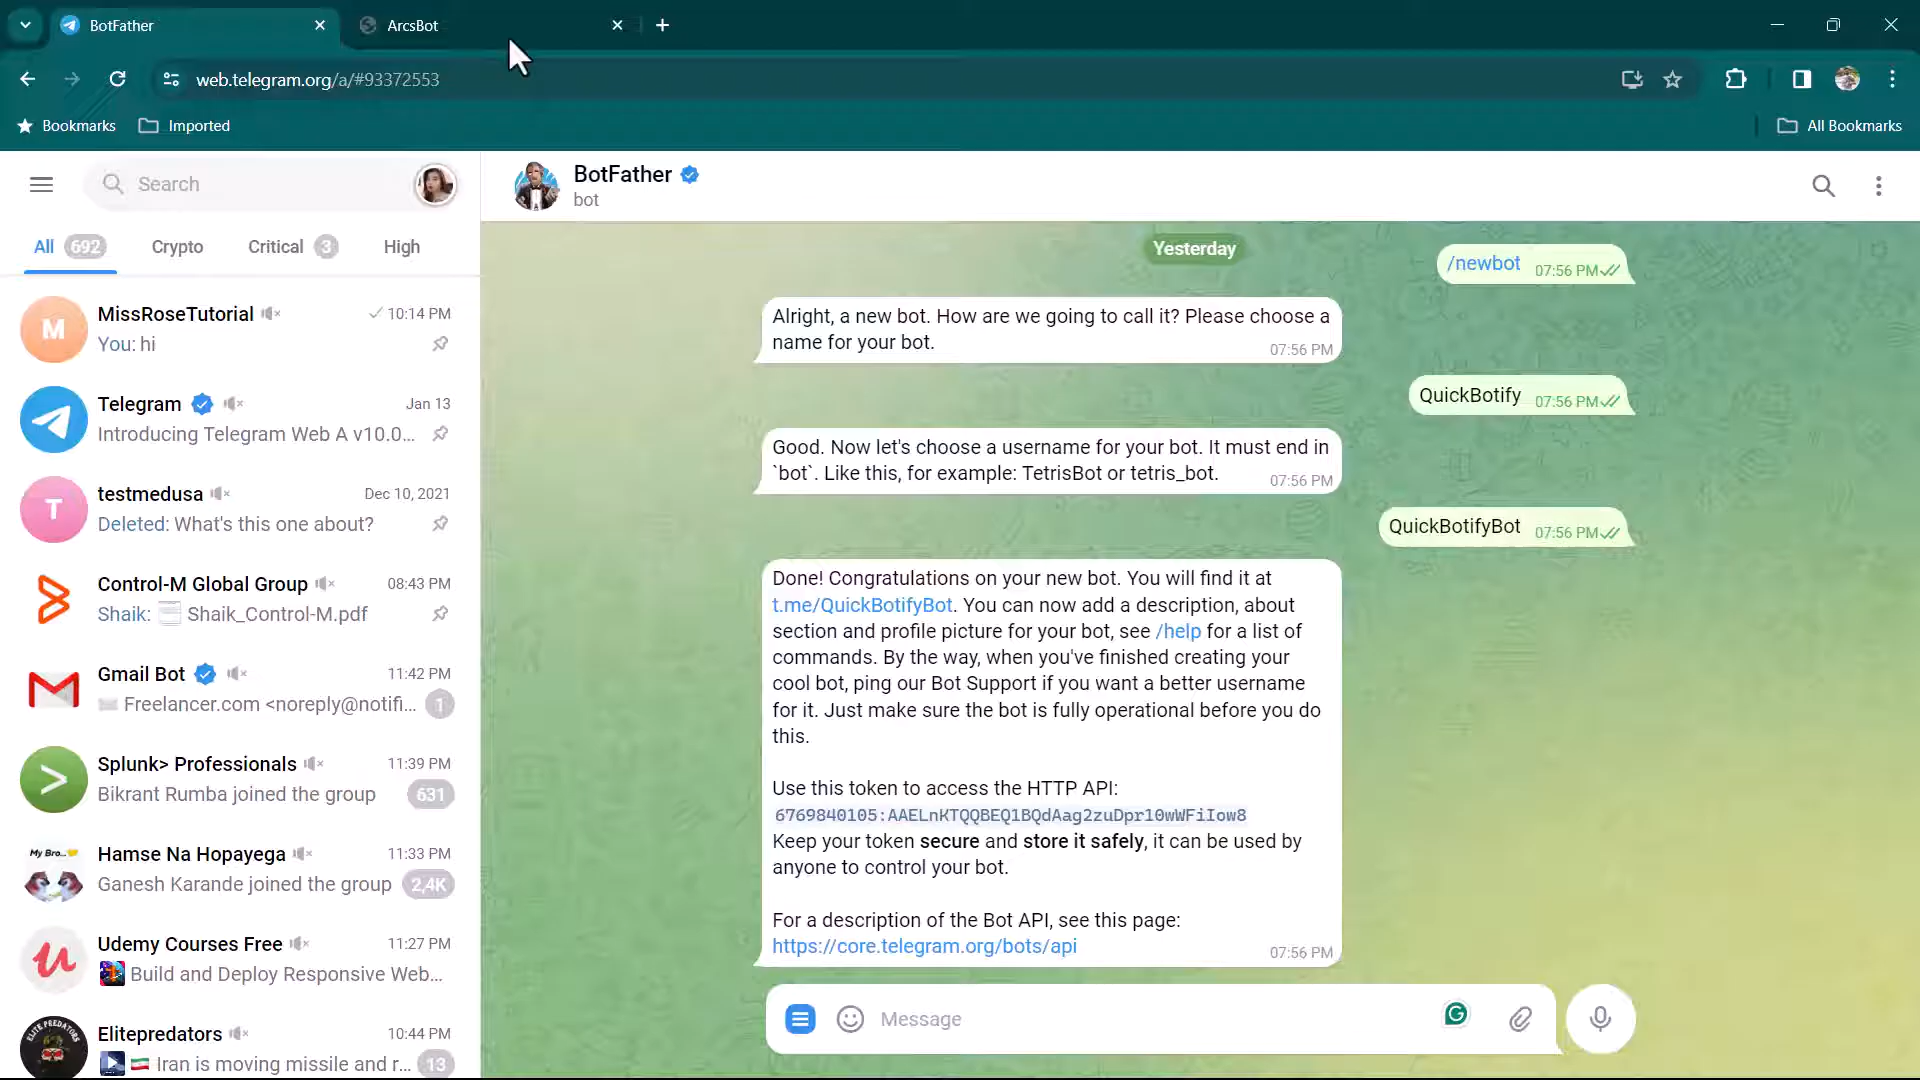 BotFather
ArcsBot
web.telegram.org/a/#93372553
Bookmarks
Imported
All Bookmarks
Search
All 692
Crypto
Critical 3
High
M
MissRoseTutorial
10:14 PM
You: hi
Telegram
Jan 13
Introducing Telegram Web A v10.0...
T
testmedusa
Dec 10, 2021
Deleted: What's this one about?
Control-M Global Group
08:43 PM
Shaik: Shaik_Control-M.pdf
Gmail Bot
11:42 PM
Freelancer.com <noreply@notifi...
1
Splunk> Professionals
11:39 PM
Bikrant Rumba joined the group
631
My Bro...
Hamse Na Hopayega
11:33 PM
Ganesh Karande joined the group
2,4K
Udemy Courses Free
11:27 PM
Build and Deploy Responsive Web...
ELITE PREDATORS
Elitepredators
10:44 PM
Iran is moving missile and r...
13
BotFather
bot
Yesterday
/newbot
07:56 PM
Alright, a new bot. How are we going to call it? Please choose a
name for your bot.
07:56 PM
QuickBotify
07:56 PM
Good. Now let's choose a username for your bot. It must end in
`bot`. Like this, for example: TetrisBot or tetris_bot.
07:56 PM
QuickBotifyBot
07:56 PM
Done! Congratulations on your new bot. You will find it at
t.me/QuickBotifyBot. You can now add a description, about
section and profile picture for your bot, see /help for a list of
commands. By the way, when you've finished creating your
cool bot, ping our Bot Support if you want a better username
for it. Just make sure the bot is fully operational before you do
this.
Use this token to access the HTTP API:
6769840105:AAELnKTQQBEQ1BQdAag2zuDpr10wWFiIow8
Keep your token secure and store it safely, it can be used by
anyone to control your bot.
For a description of the Bot API, see this page:
https://core.telegram.org/bots/api
07:56 PM
Message